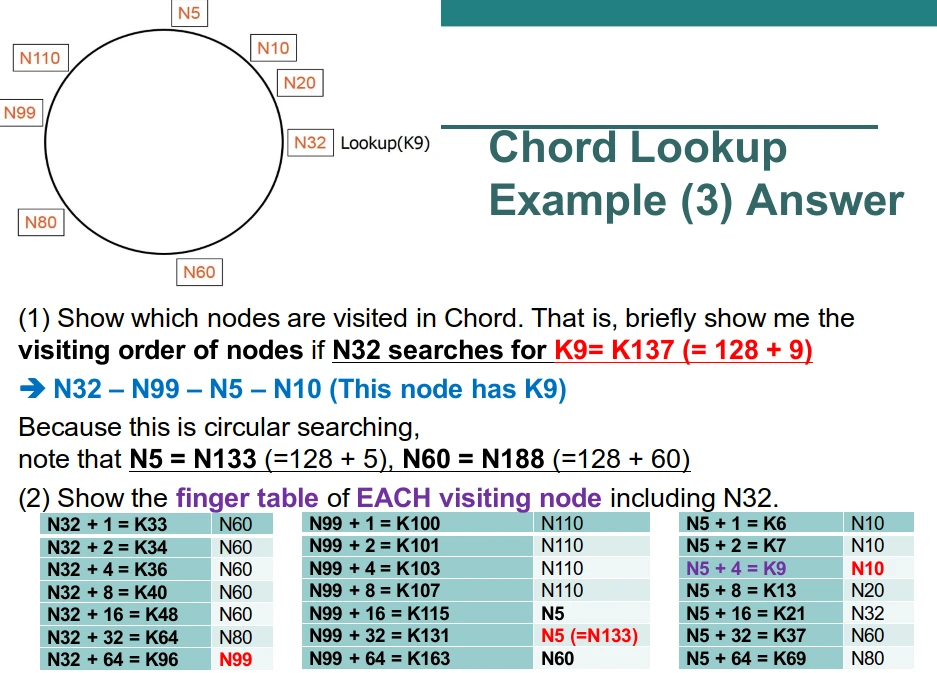 N5
N10
N110
N20
N99
N32 Lookup(K9)
N80
N60
Chord Lookup
Example (3) Answer
(1) Show which nodes are visited in Chord. That is, briefly show me the
visiting order of nodes if N32 searches for K9= K137 (= 128 + 9)
➔ N32 – N99 – N5 – N10 (This node has K9)
Because this is circular searching,
note that N5 = N133 (=128 + 5), N60 = N188 (=128 + 60)
(2) Show the finger table of EACH visiting node including N32.
N32 + 1 = K33 N60
N32 + 2 = K34 N60
N32 + 4 = K36 N60
N32 + 8 = K40 N60
N32 + 16 = K48 N60
N32 + 32 = K64 N80
N32 + 64 = K96 N99
N99 + 1 = K100 N110
N99 + 2 = K101 N110
N99 + 4 = K103 N110
N99 + 8 = K107 N110
N99 + 16 = K115 N5
N99 + 32 = K131 N5 (=N133)
N99 + 64 = K163 N60
N5 + 1 = K6 N10
N5 + 2 = K7 N10
N5 + 4 = K9 N10
N5 + 8 = K13 N20
N5 + 16 = K21 N32
N5 + 32 = K37 N60
N5 + 64 = K69 N80